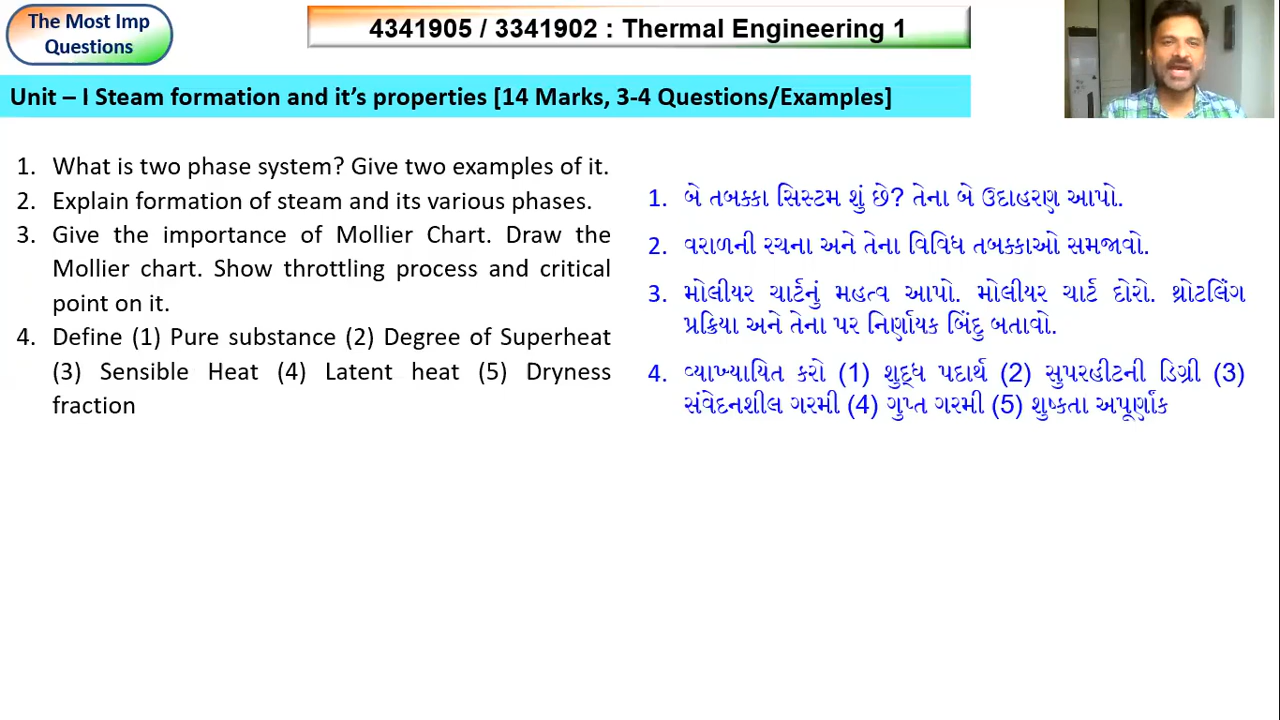 The Most Imp
Questions
4341905 / 3341902 : Thermal Engineering 1
Unit – I Steam formation and it's properties [14 Marks, 3-4 Questions/Examples]
1. What is two phase system? Give two examples of it.
2. Explain formation of steam and its various phases.
3. Give the importance of Mollier Chart. Draw the
Mollier chart. Show throttling process and critical
point on it.
4. Define (1) Pure substance (2) Degree of Superheat
(3) Sensible Heat (4) Latent heat (5) Dryness
fraction
1. બે તબક્કા સિસ્ટમ શું છે? તેના બે ઉદાહરણ આપો.
2. વરાળની રચના અને તેના વિવિધ તબક્કાઓ સમજાવો.
3. મોલીયર ચાર્ટનું મહત્વ આપો. મોલીયર ચાર્ટ દોરો. થ્રોટલિંગ
પ્રક્રિયા અને તેના પર નિર્ણાયક બિંદુ બતાવો.
4. વ્યાખ્યાયિત કરો (1) શુદ્ધ પદાર્થ (2) સુપરહીટની ડિગ્રી (3)
સંવેદનશીલ ગરમી (4) ગુપ્ત ગરમી (5) શુષ્કતા અપૂર્ણાંક